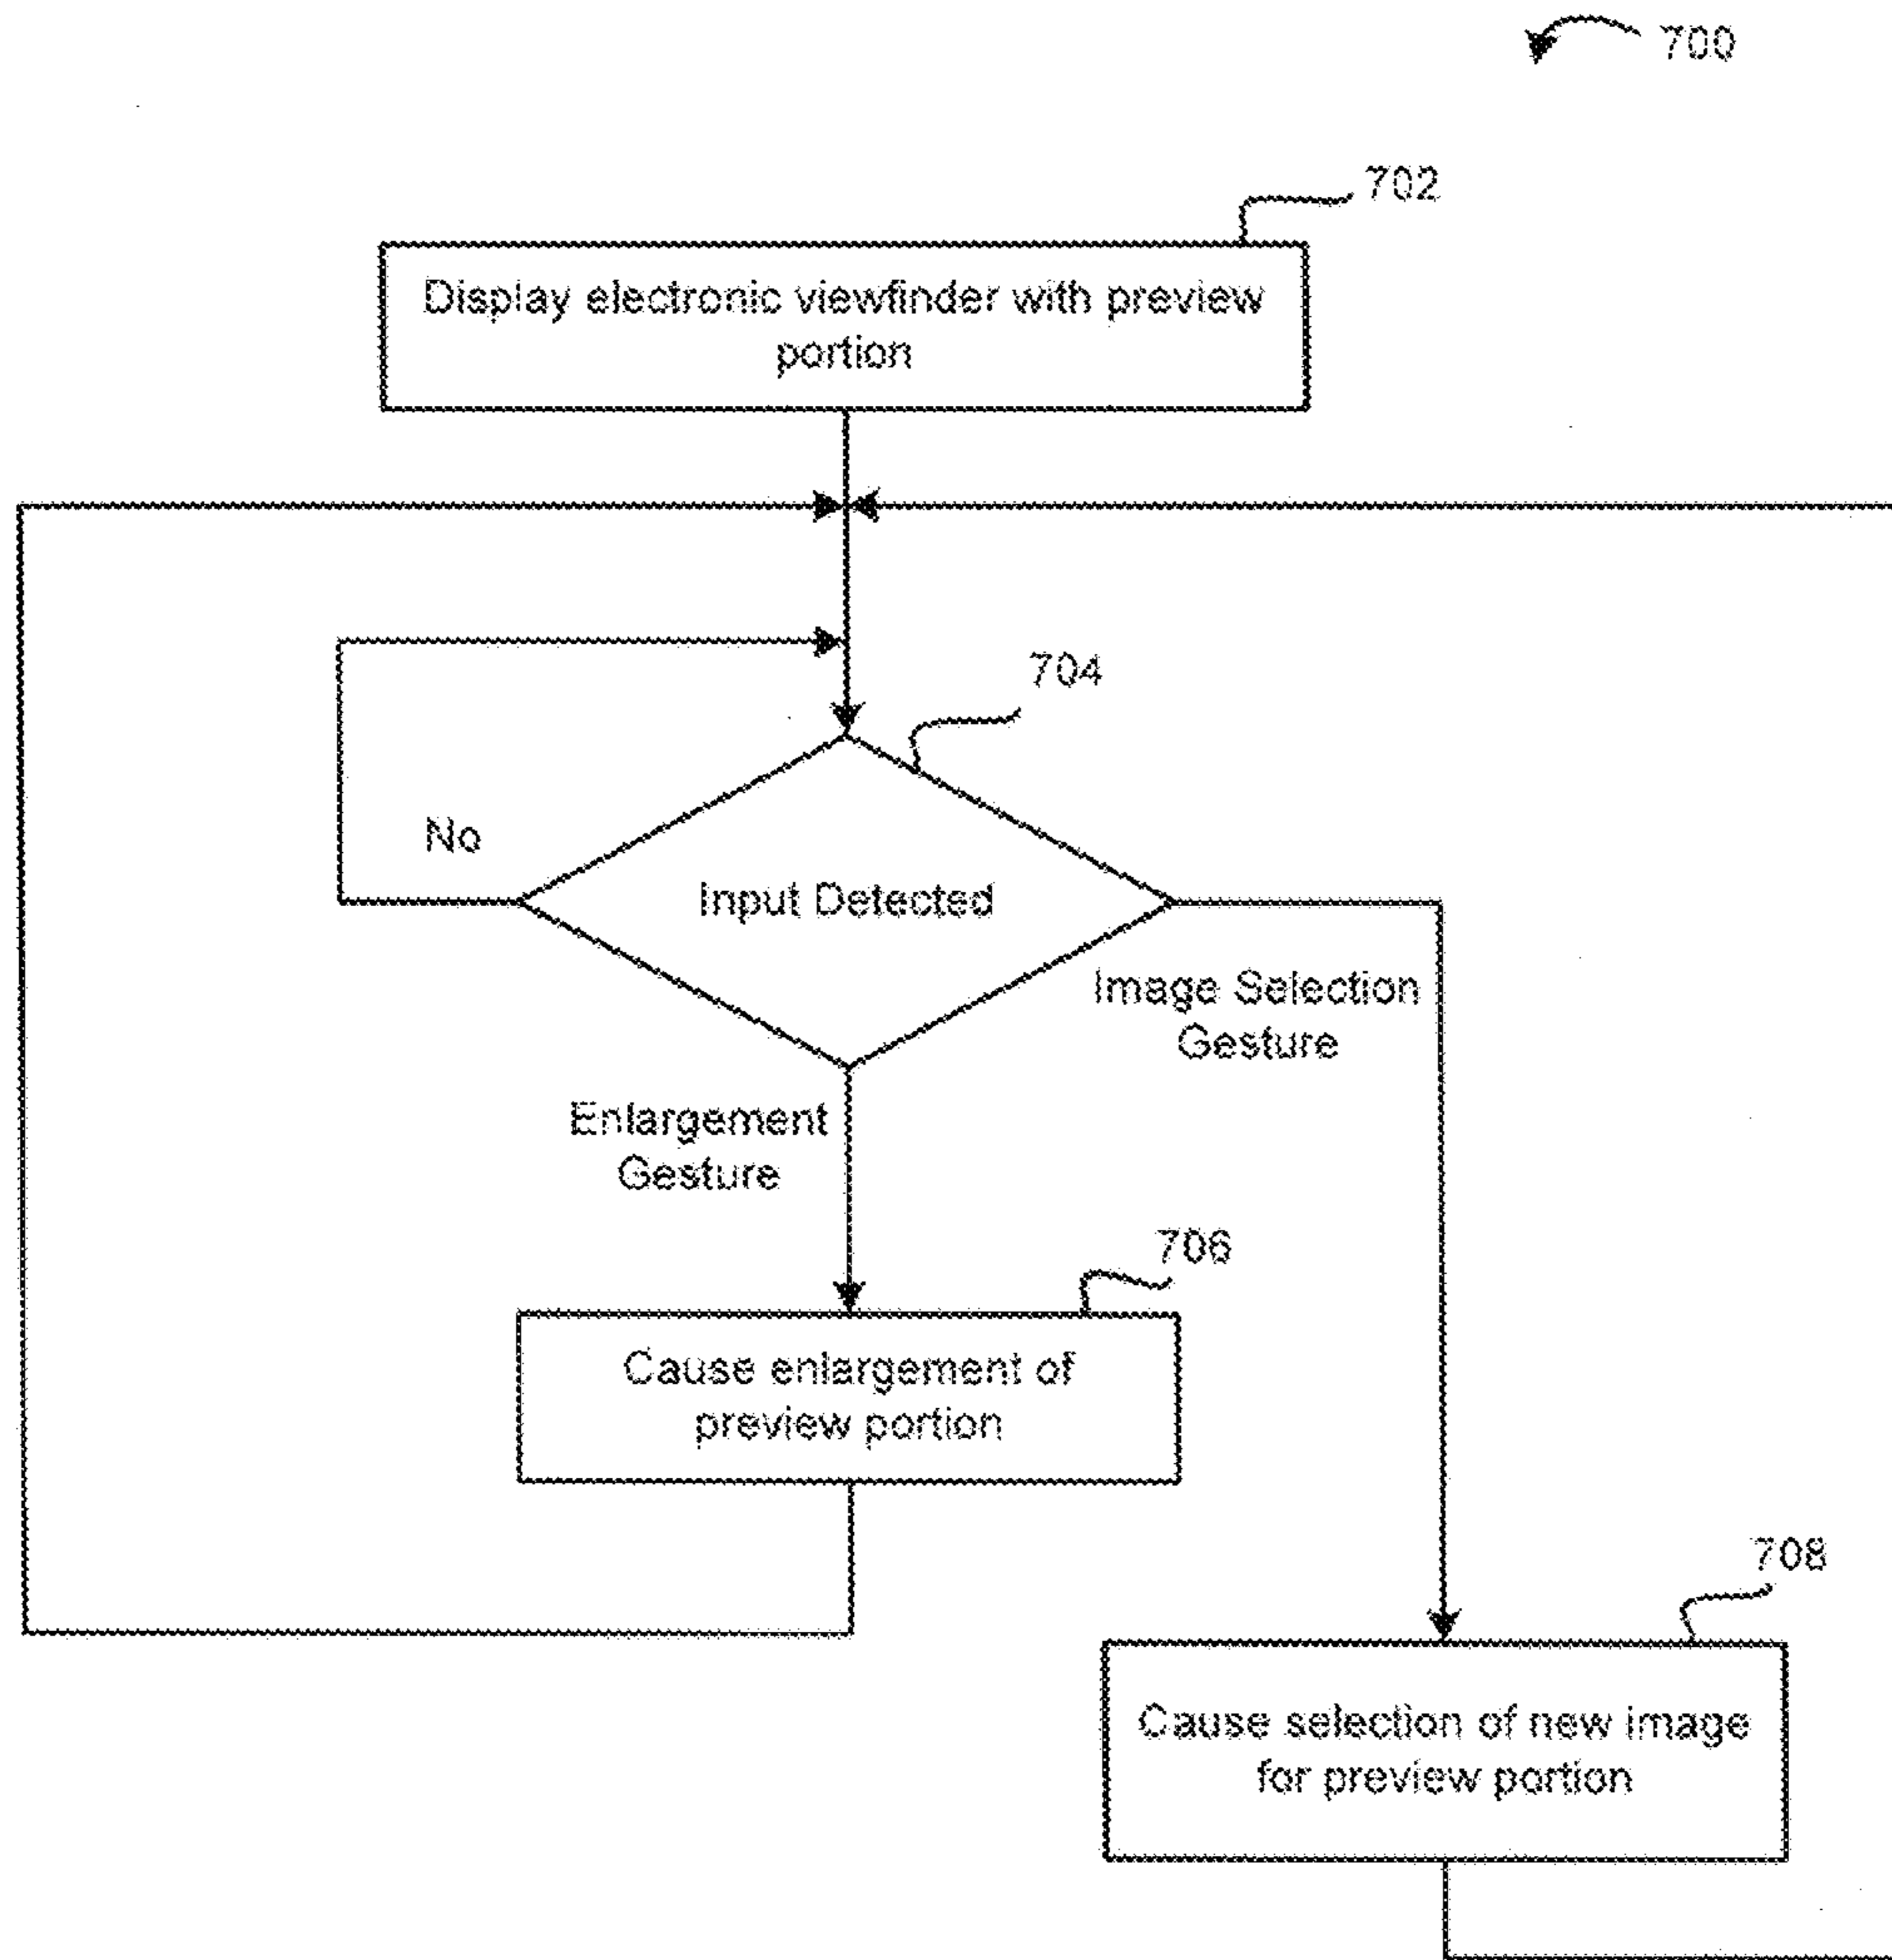 700
702
Display electronic viewfinder with preview
portion
704
No
Input Detected
Image Selection
Gesture
Enlargement
Gesture
706
Cause enlargement of
preview portion
708
Cause selection of new image
for preview portion